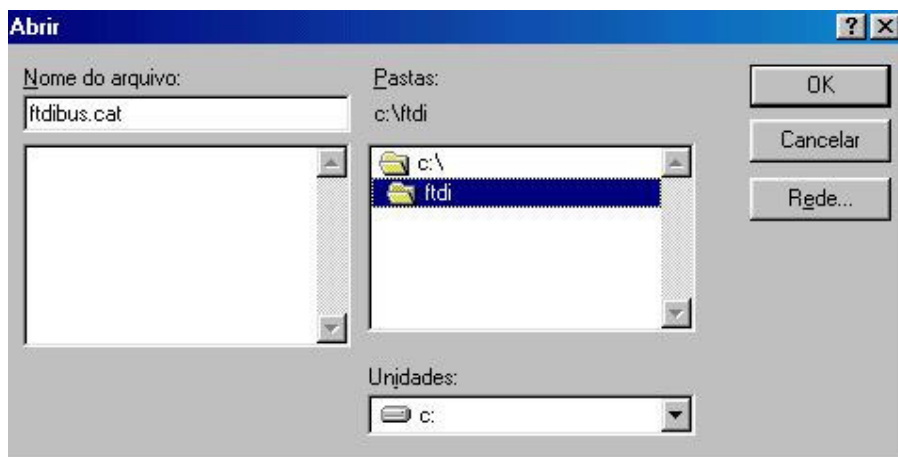 Abrir
Nome do arquivo:
ftdibus.cat
Pastas:
c:\ftdi
c:\
ftdi
Unidades:
c:
OK
Cancelar
Rede...